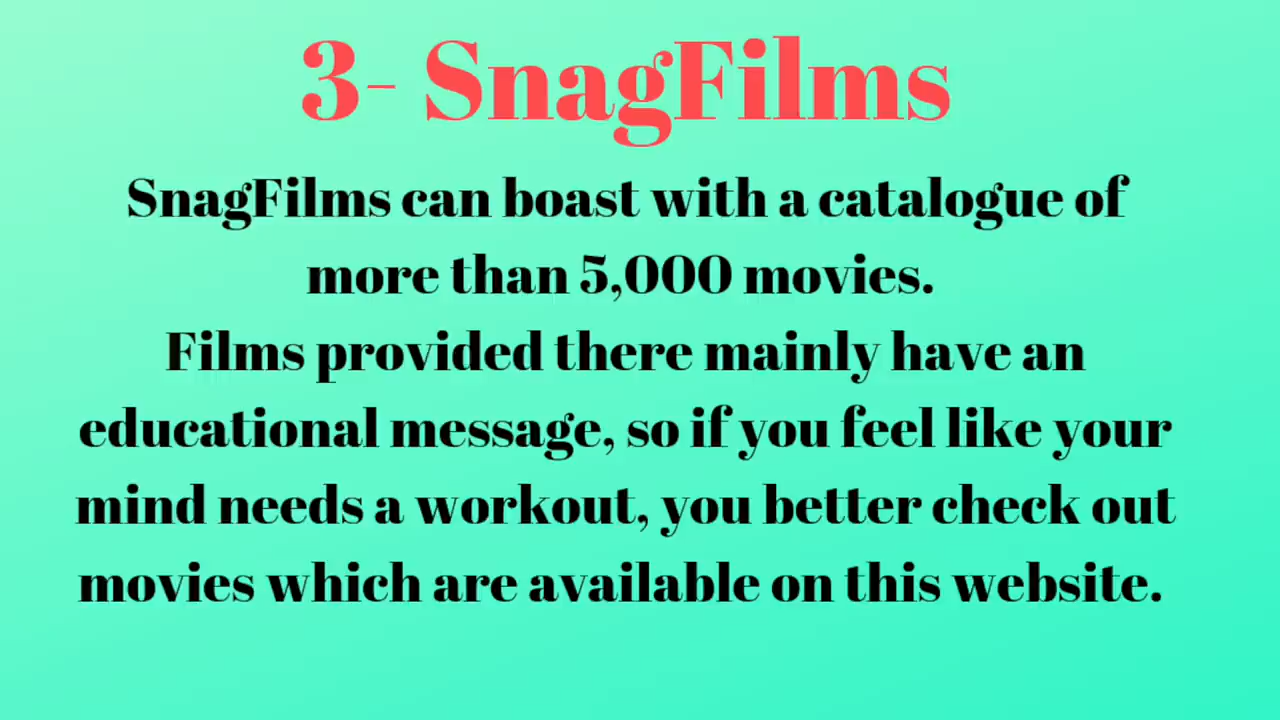 3- SnagFilms
SnagFilms can boast with a catalogue of
more than 5,000 movies.
Films provided there mainly have an
educational message, so if you feel like your
mind needs a workout, you better check out
movies which are available on this website.